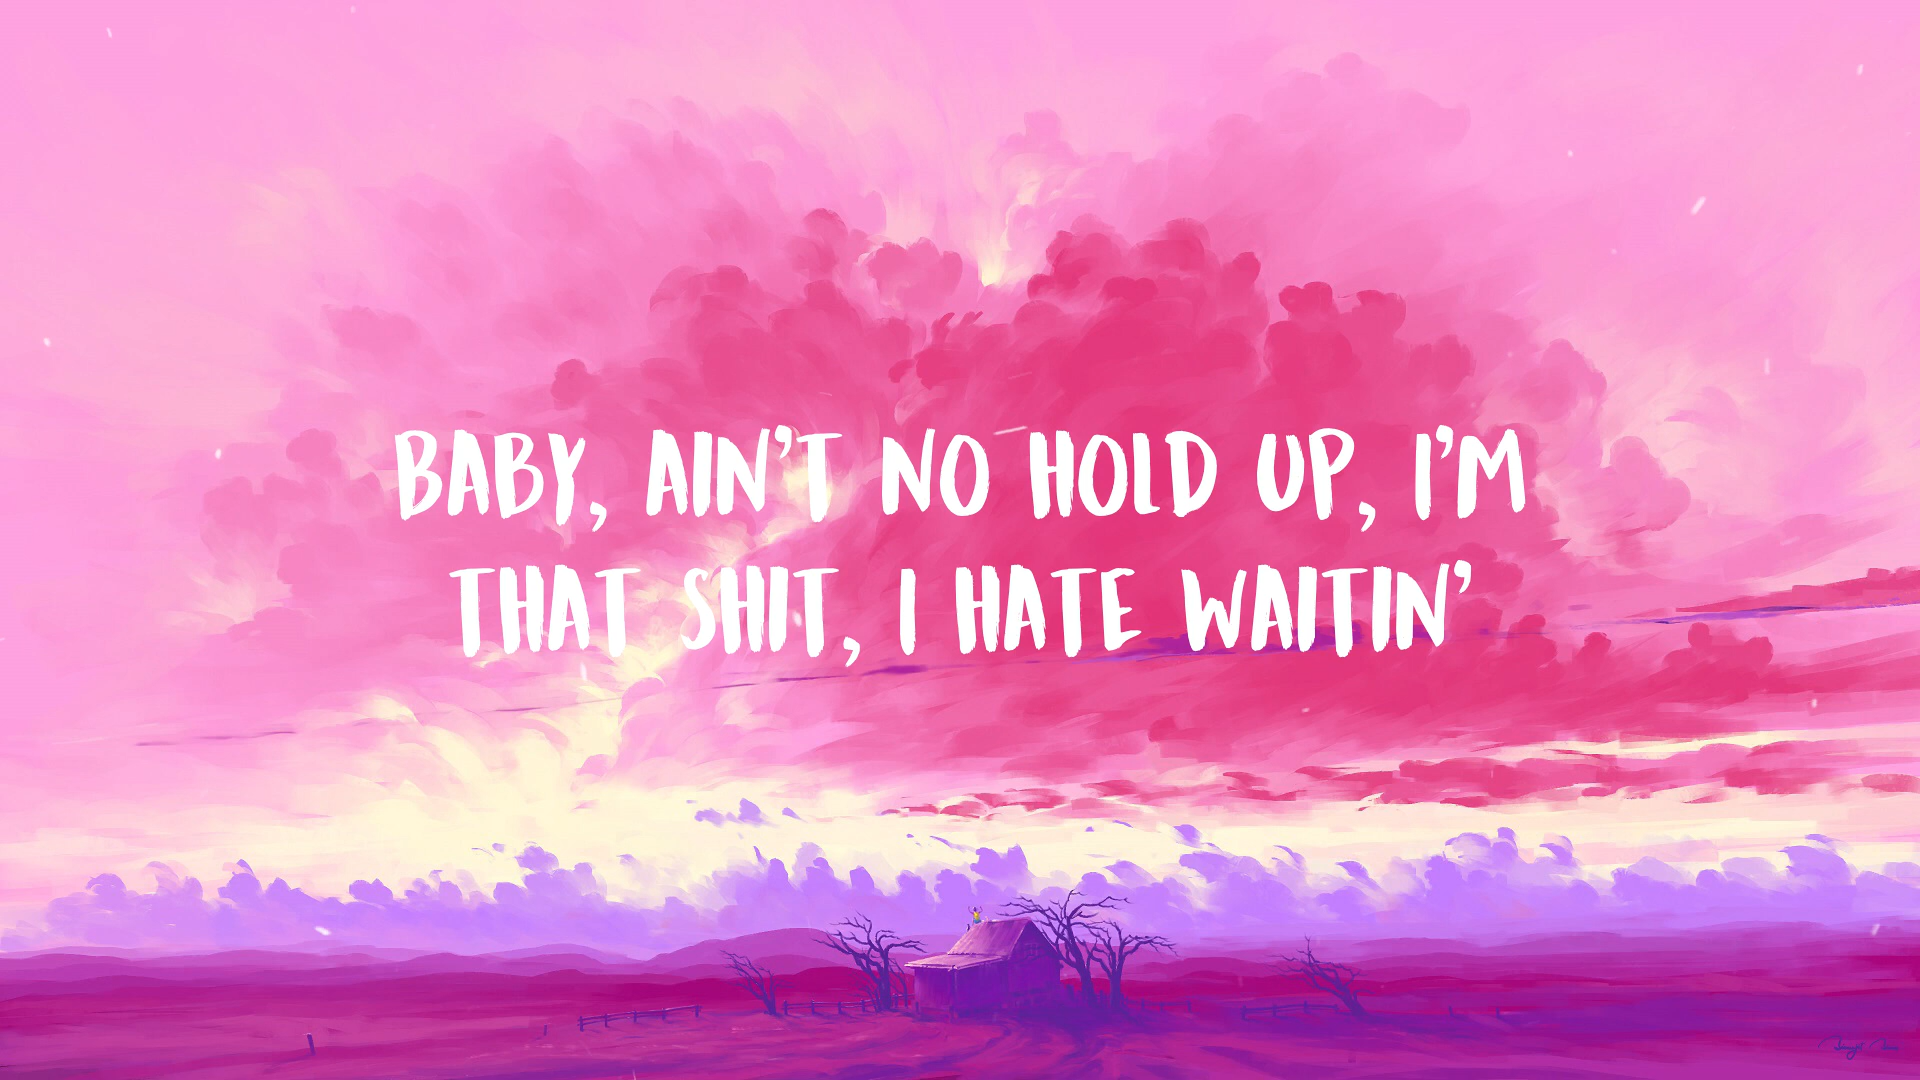 BABY, AIN'T NO HOLD UP, I'M
THAT SHIT, I HATE WAITIN'